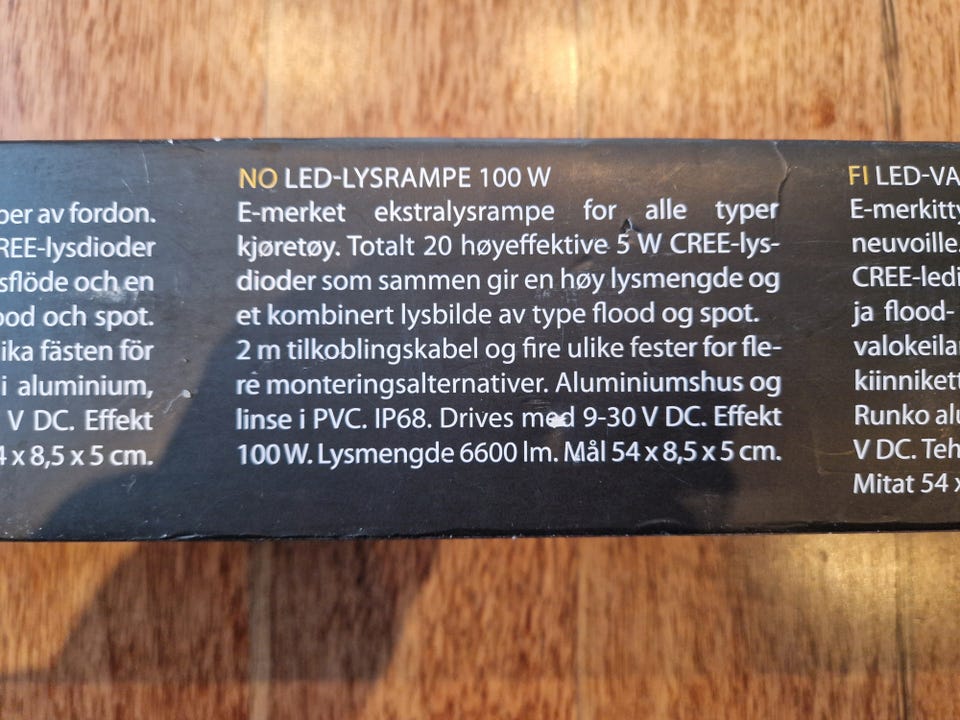 per av fordon.
REE-lysdioder
sflöde och en
ood och spot.
ika fästen för
i aluminium,
V DC. Effekt
4 x 8,5 x 5 cm.
NO LED-LYSRAMPE 100 W
E-merket ekstralysrampe for alle typer
kjøretøy. Totalt 20 høyeffektive 5 W CREE-lys-
dioder som sammen gir en høy lysmengde og
et kombinert lysbilde av type flood og spot.
2 m tilkoblingskabel og fire ulike fester for fle-
re monteringsalternativer. Aluminiumshus og
linse i PVC. IP68. Drives med 9-30 V DC. Effekt
100 W. Lysmengde 6600 lm. Mål 54 x 8,5 x 5 cm.
FI LED-VA
E-merkitty
neuvoille.
CREE-ledi
ja flood-
valokeila
kiinnikett
Runko alu
V DC. Teh
Mitat 54 x